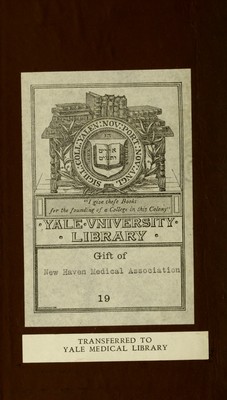 SIGILL·COLL·YALEN·NOV·PORT·NOV·ANGL·
"I give these Books
for the founding of a College in this Colony"
·YALE·VNIVERSITY·
· LIBRARY ·
Gift of
New Haven Medical Association
19
TRANSFERRED TO
YALE MEDICAL LIBRARY